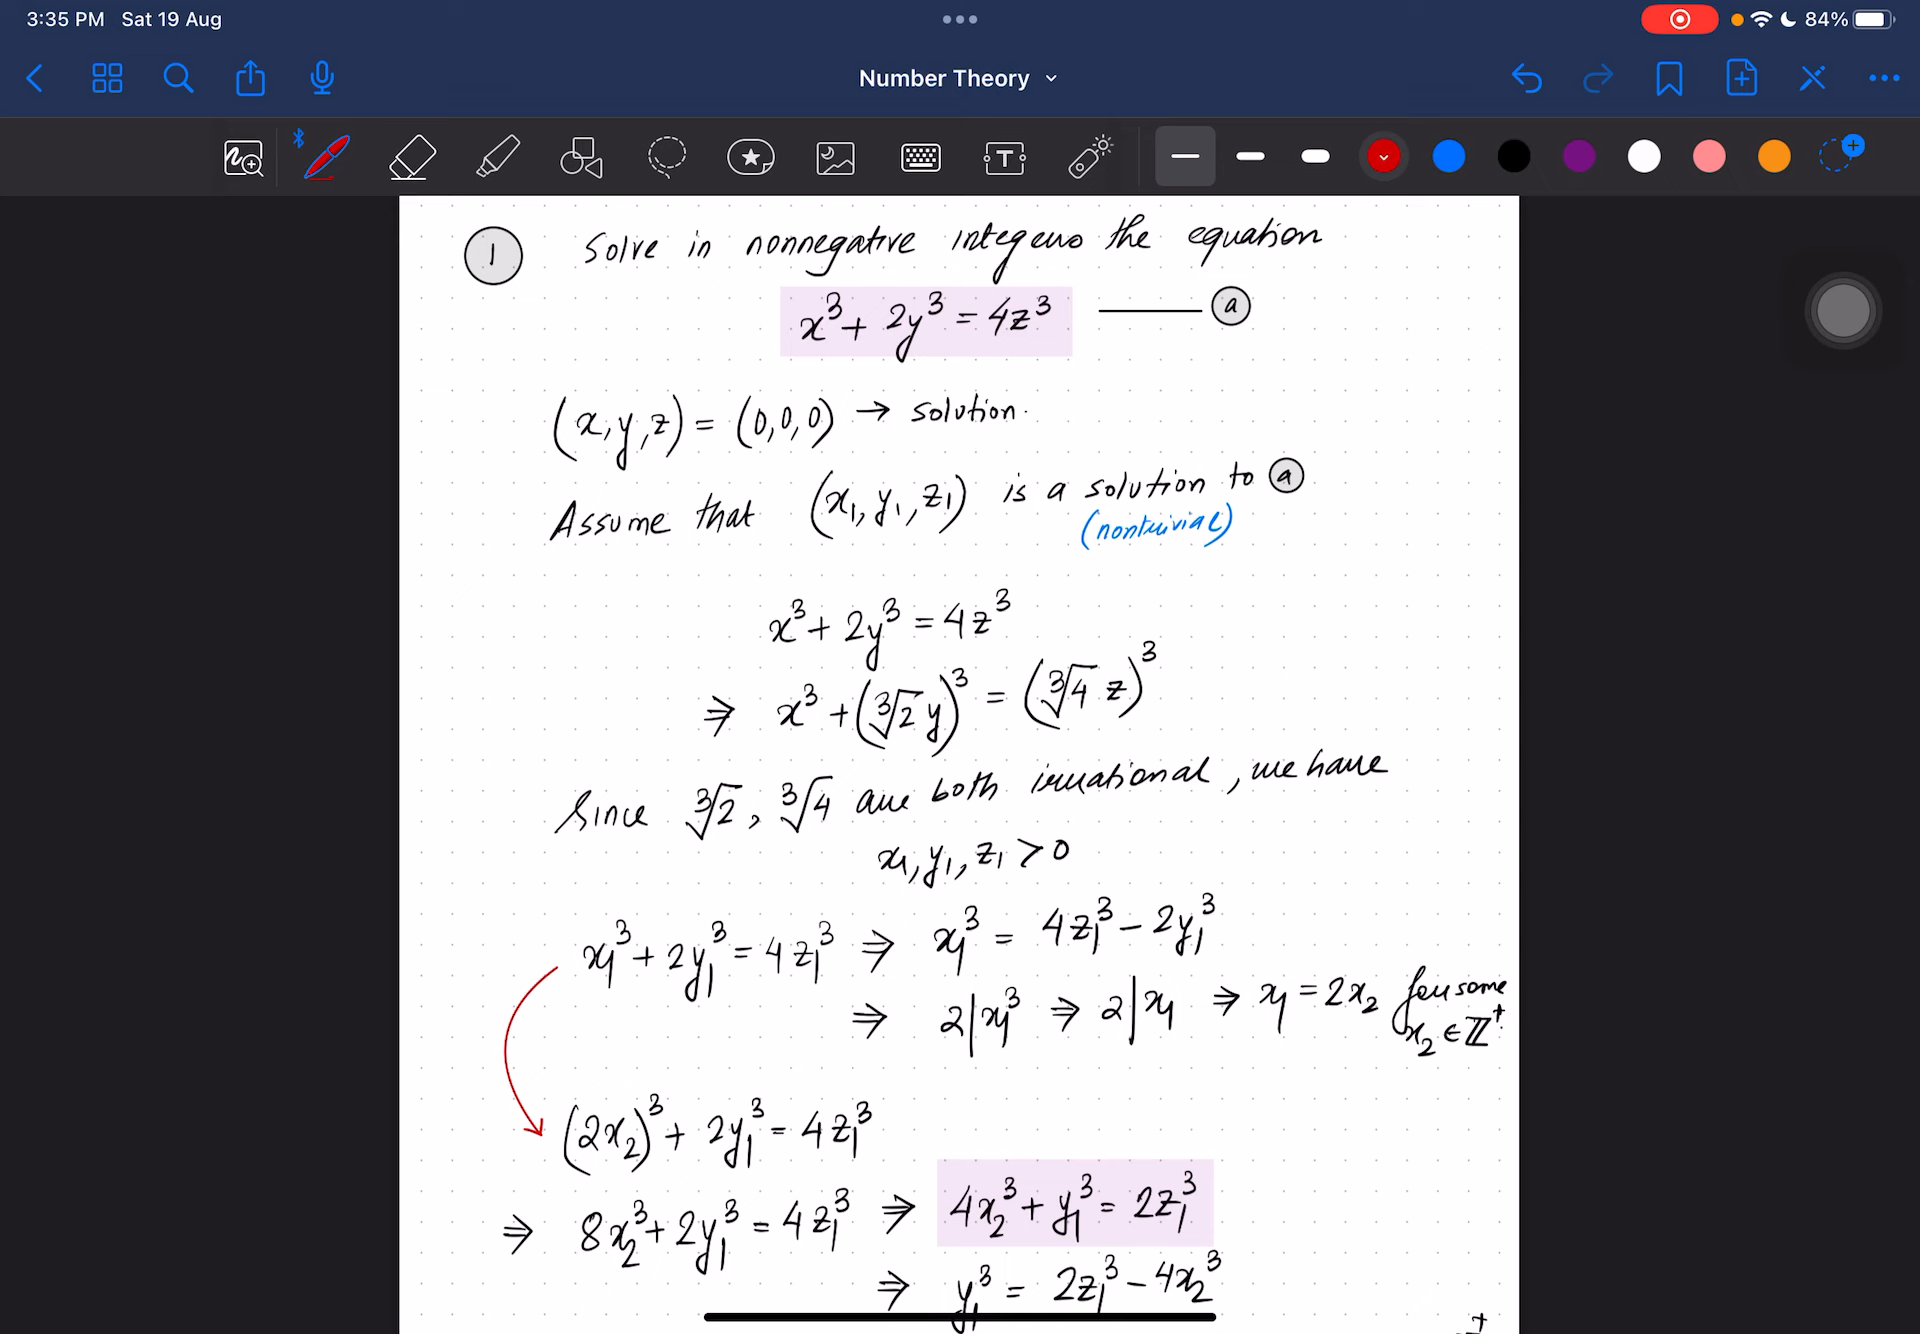 3:35 PM Sat 19 Aug
84%
Number Theory
T
1 Solve in nonnegative integers the equation
x³ + 2y³ = 4z³ ——— ⓐ
(x,y,z) = (0,0,0) → solution.
Assume that (x₁, y₁, z₁) is a solution to ⓐ
(nontrivial)
x³ + 2y³ = 4z³
⇒ x³ + (∛2 y)³ = (∛4 z)³
Since ∛2, ∛4 are both irrational, we have
x₁, y₁, z₁ > 0
x₁³ + 2y₁³ = 4z₁³ ⇒ x₁³ = 4z₁³ − 2y₁³
⇒ 2|x₁³ ⇒ 2|x₁ ⇒ x₁ = 2x₂ for some
x₂ ∈ ℤ⁺.
(2x₂)³ + 2y₁³ = 4z₁³
⇒ 8x₂³ + 2y₁³ = 4z₁³ ⇒ 4x₂³ + y₁³ = 2z₁³
⇒ y₁³ = 2z₁³ − 4x₂³